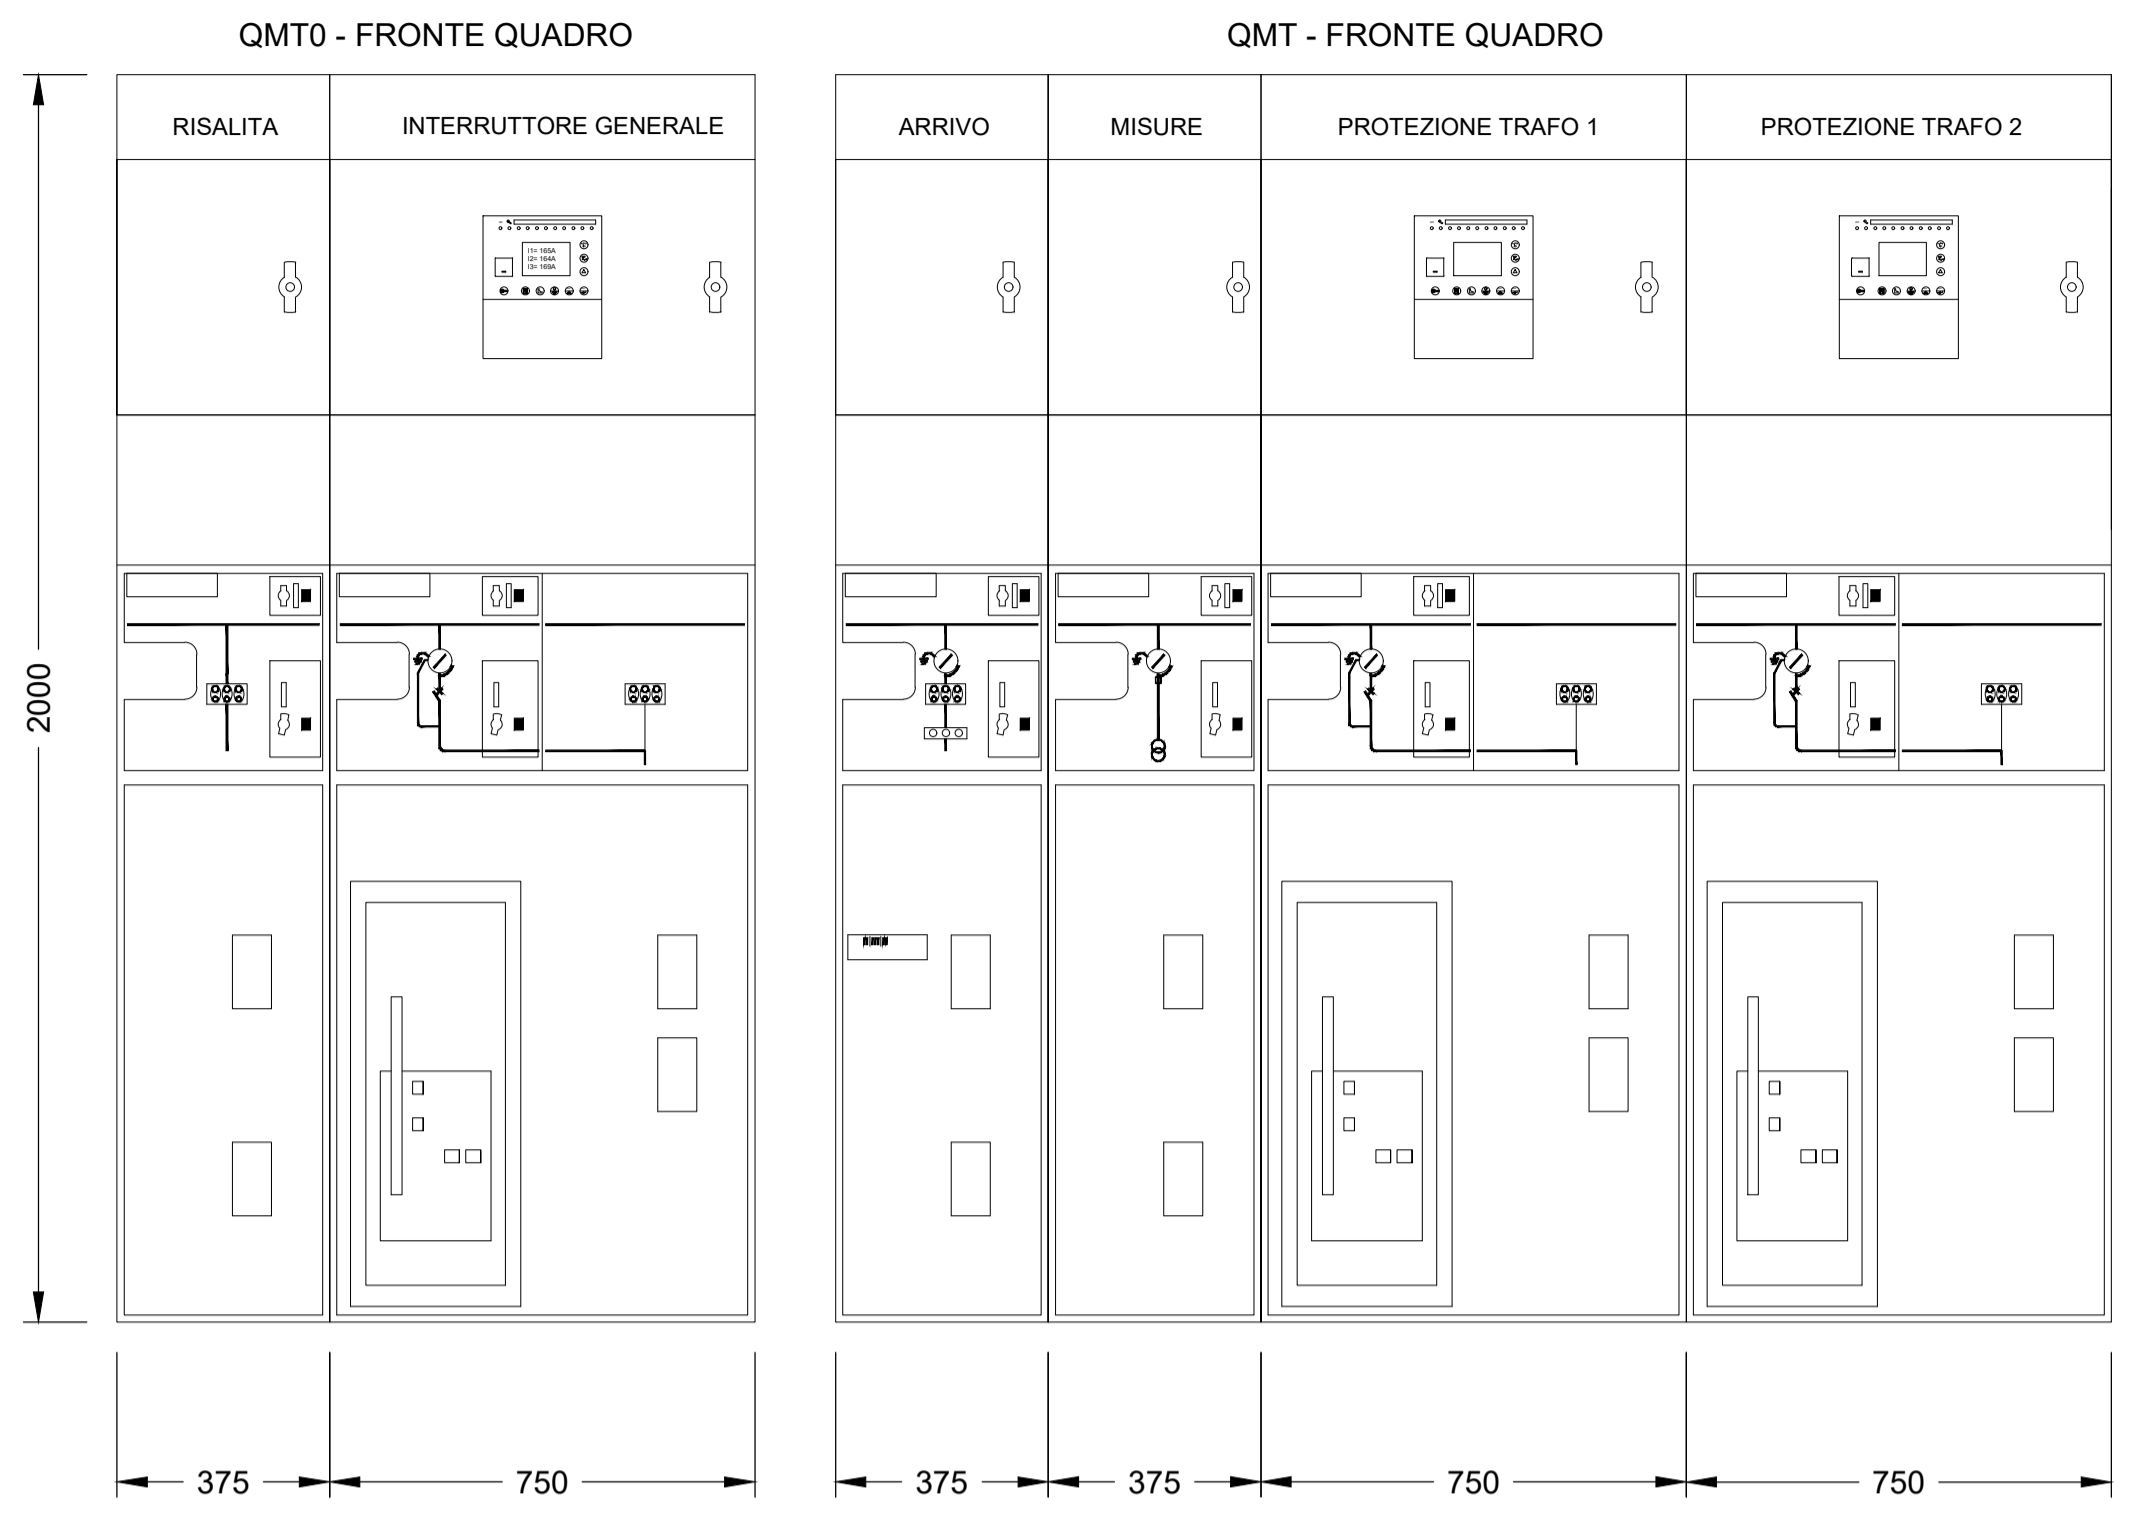 QMT0 - FRONTE QUADRO
QMT - FRONTE QUADRO
RISALITA
INTERRUTTORE GENERALE
ARRIVO
MISURE
PROTEZIONE TRAFO 1
PROTEZIONE TRAFO 2
I1= 165A
I2= 164A
I3= 169A
2000
375
750
375
375
750
750